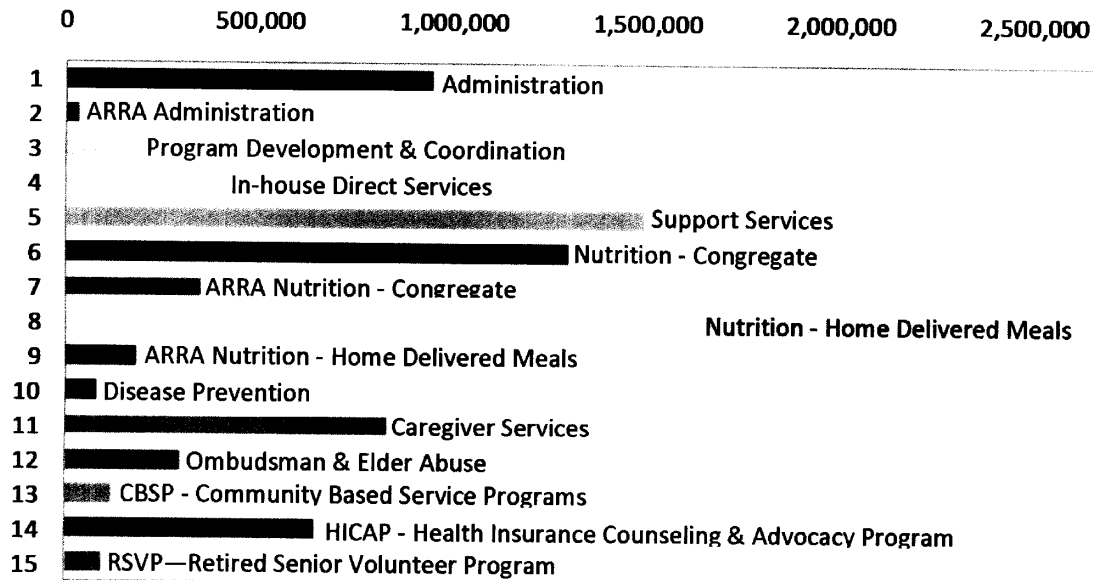 0 500,000 1,000,000 1,500,000 2,000,000 2,500,000
1 Administration
2 ARRA Administration
3 Program Development & Coordination
4 In-house Direct Services
5 Support Services
6 Nutrition - Congregate
7 ARRA Nutrition - Congregate
8 Nutrition - Home Delivered Meals
9 ARRA Nutrition - Home Delivered Meals
10 Disease Prevention
11 Caregiver Services
12 Ombudsman & Elder Abuse
13 CBSP - Community Based Service Programs
14 HICAP - Health Insurance Counseling & Advocacy Program
15 RSVP—Retired Senior Volunteer Program